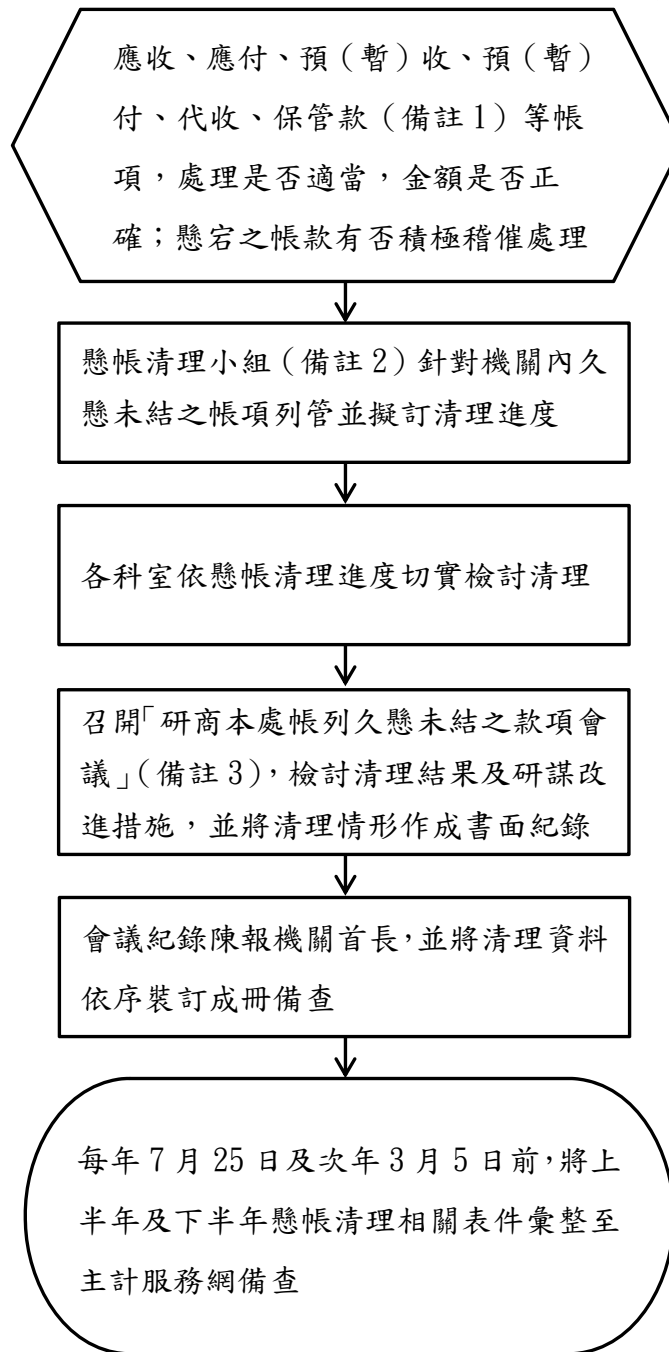 應收、應付、預（暫）收、預（暫）
付、代收、保管款（備註1）等帳
項，處理是否適當，金額是否正
確；懸宕之帳款有否積極稽催處理
懸帳清理小組（備註2）針對機關內久
懸未結之帳項列管並擬訂清理進度
各科室依懸帳清理進度切實檢討清理
召開「研商本處帳列久懸未結之款項會
議」（備註3），檢討清理結果及研謀改
進措施，並將清理情形作成書面紀錄
會議紀錄陳報機關首長，並將清理資料
依序裝訂成冊備查
每年7月25日及次年3月5日前，將上
半年及下半年懸帳清理相關表件彙整至
主計服務網備查